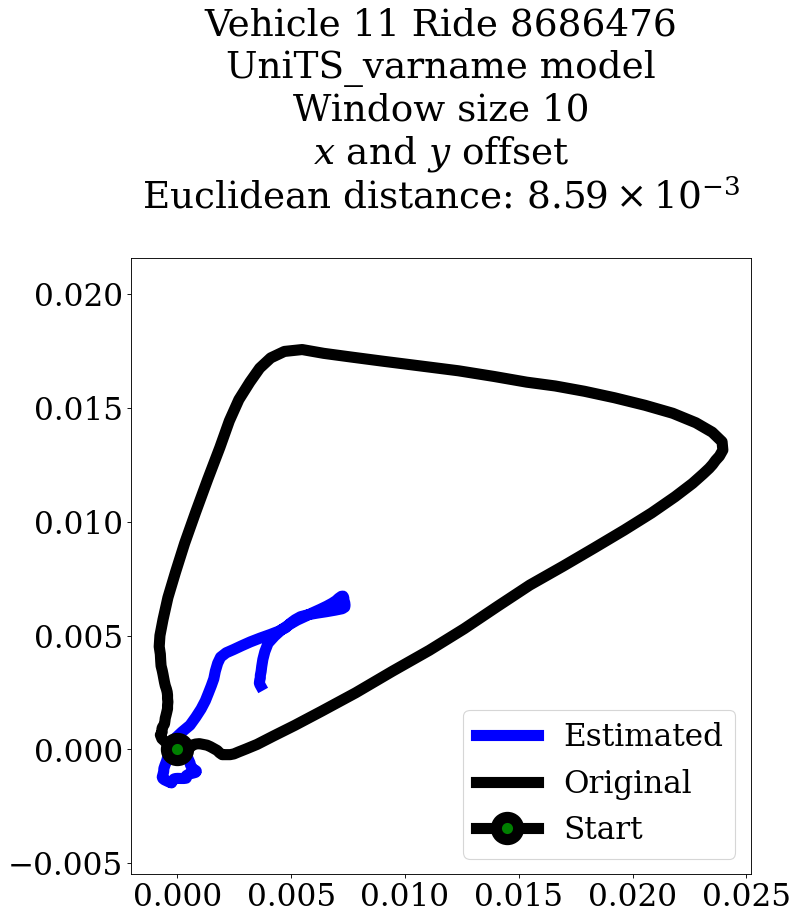 Vehicle 11 Ride 8686476
UniTS_varname model
Window size 10
x and y offset
Euclidean distance: 8.59 × 10⁻³
0.020
0.015
0.010
0.005
0.000
−0.005
Estimated
Original
Start
0.000 0.005 0.010 0.015 0.020 0.025